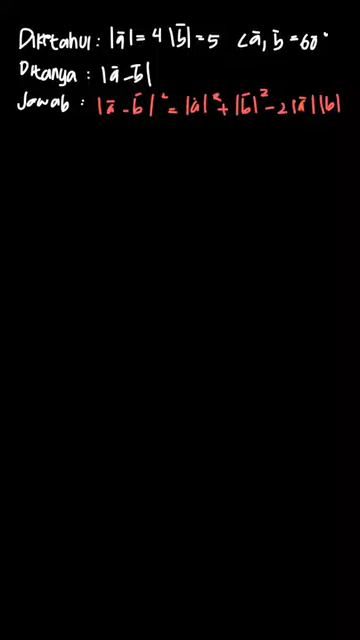 Diketahui : |ā| = 4 |b̄| = 5 ∠ā, b̄ = 60°
Ditanya : |ā - b̄|
Jawab : |ā - b̄|² = |ā|² + |b̄|² - 2|ā||b|